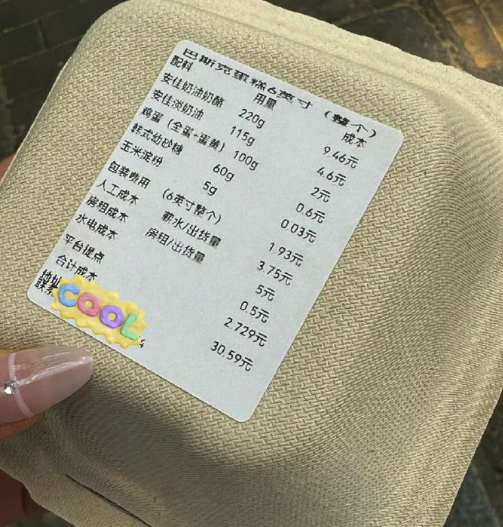 巴斯克蛋糕6英寸（整个）
配料 用量 成本
安佳奶油奶酪 220g 9.46元
安佳淡奶油 115g 4.6元
鸡蛋（全蛋+蛋黄） 100g 2元
韩式幼砂糖 60g 0.6元
玉米淀粉 5g 0.03元
包装费用 （6英寸整个） 1.93元
人工成本 薪水/出货量 3.75元
房租成本 房租/出货量 5元
水电成本 0.5元
平台提点 2.729元
合计成本 30.59元
地址
联系
COOL